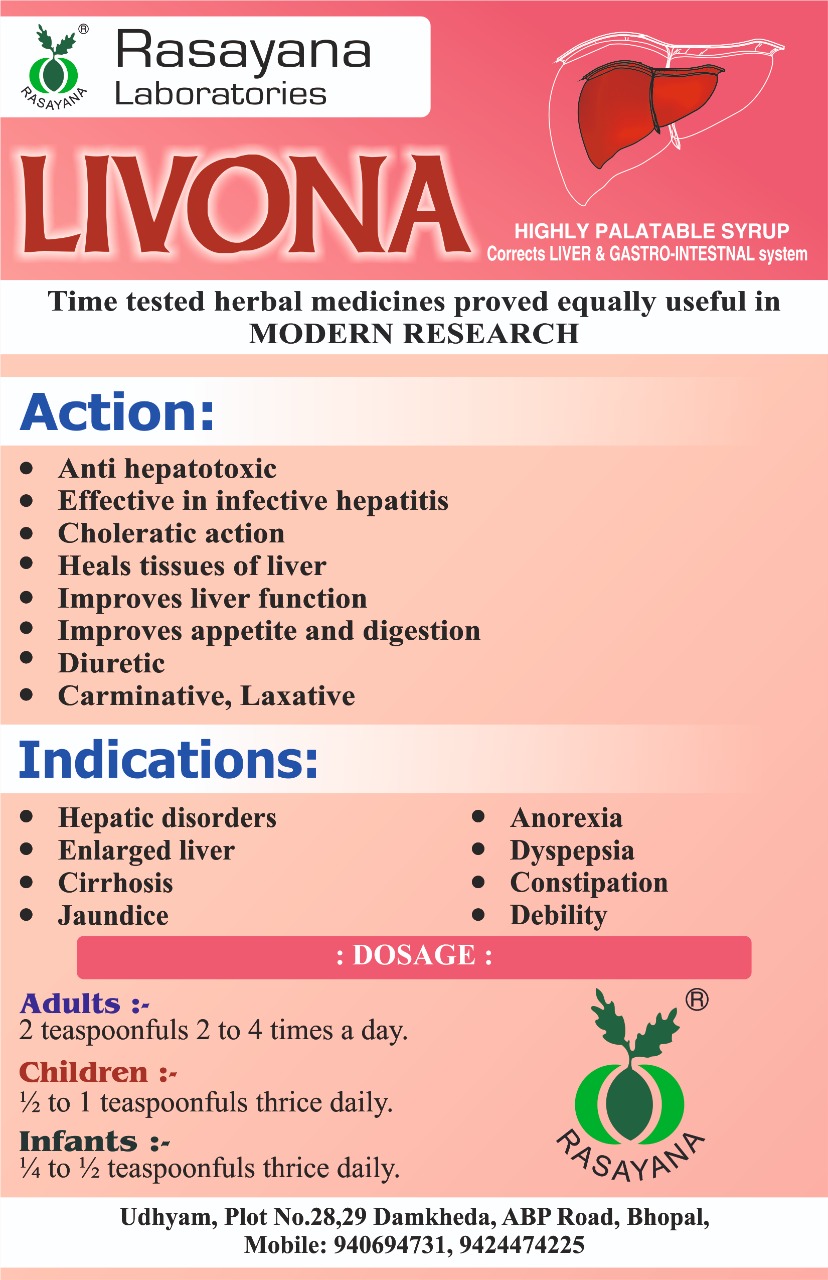 ®
RASAYANA
Rasayana
Laboratories
LIVONA
HIGHLY PALATABLE SYRUP
Corrects LIVER & GASTRO-INTESTNAL system
Time tested herbal medicines proved equally useful in
MODERN RESEARCH
Action:
• Anti hepatotoxic
• Effective in infective hepatitis
• Choleratic action
• Heals tissues of liver
• Improves liver function
• Improves appetite and digestion
• Diuretic
• Carminative, Laxative
Indications:
• Hepatic disorders
• Enlarged liver
• Cirrhosis
• Jaundice
• Anorexia
• Dyspepsia
• Constipation
• Debility
: DOSAGE :
Adults :-
2 teaspoonfuls 2 to 4 times a day.
Children :-
½ to 1 teaspoonfuls thrice daily.
Infants :-
¼ to ½ teaspoonfuls thrice daily.
®
RASAYANA
Udhyam, Plot No.28,29 Damkheda, ABP Road, Bhopal,
Mobile: 940694731, 9424474225